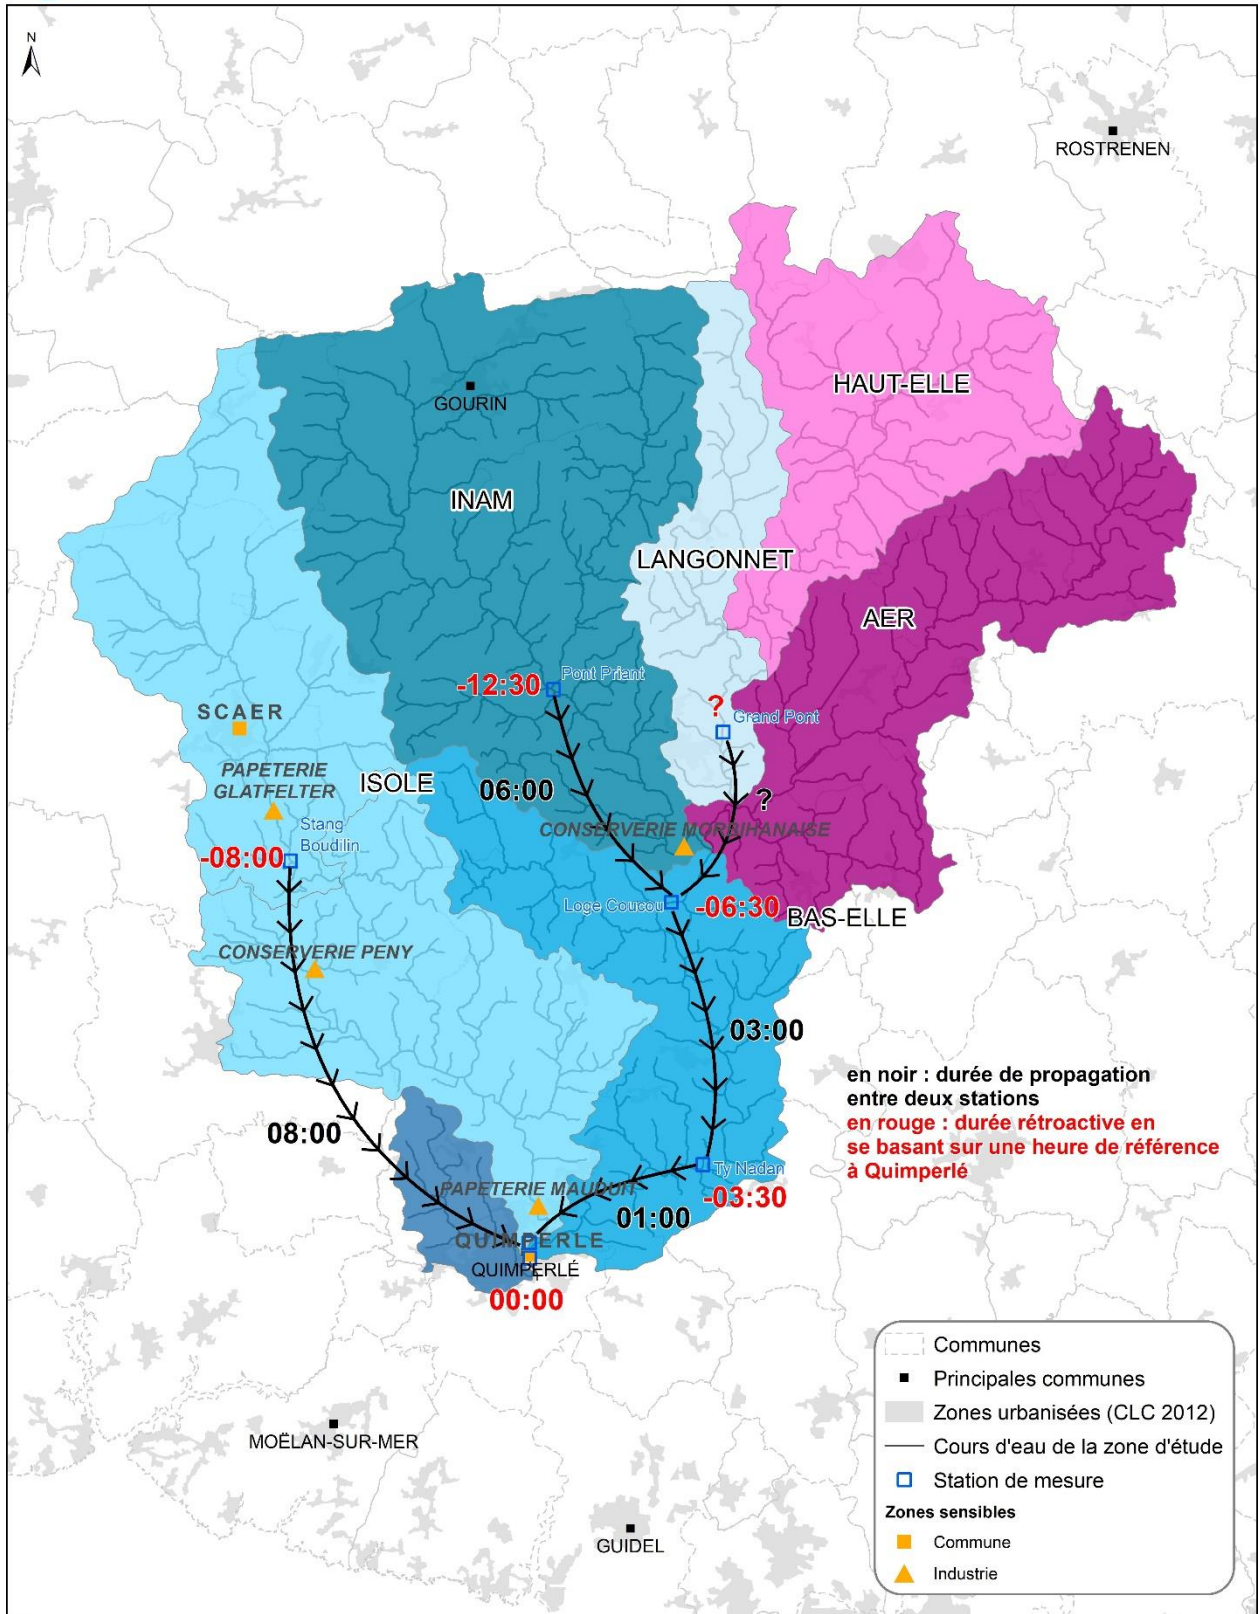 N
ROSTRENEN
HAUT-ELLE
GOURIN
INAM
LANGONNET
AER
Pont Priant
-12:30
?
Grand Pont
SCAER
PAPETERIE
GLATFELTER
ISOLE
06:00
?
Stang
Boudilin
CONSERVERIE MORBIHANAISE
-08:00
Loge Coucou
-06:30
BAS-ELLE
CONSERVERIE PENY
03:00
en noir : durée de propagation
entre deux stations
en rouge : durée rétroactive en
se basant sur une heure de référence
à Quimperlé
08:00
Ty Nadan
-03:30
PAPETERIE MAUDUIT
01:00
QUIMPERLE
QUIMPERLÉ
00:00
Communes
Principales communes
Zones urbanisées (CLC 2012)
Cours d'eau de la zone d'étude
Station de mesure
Zones sensibles
Commune
Industrie
MOËLAN-SUR-MER
GUIDEL